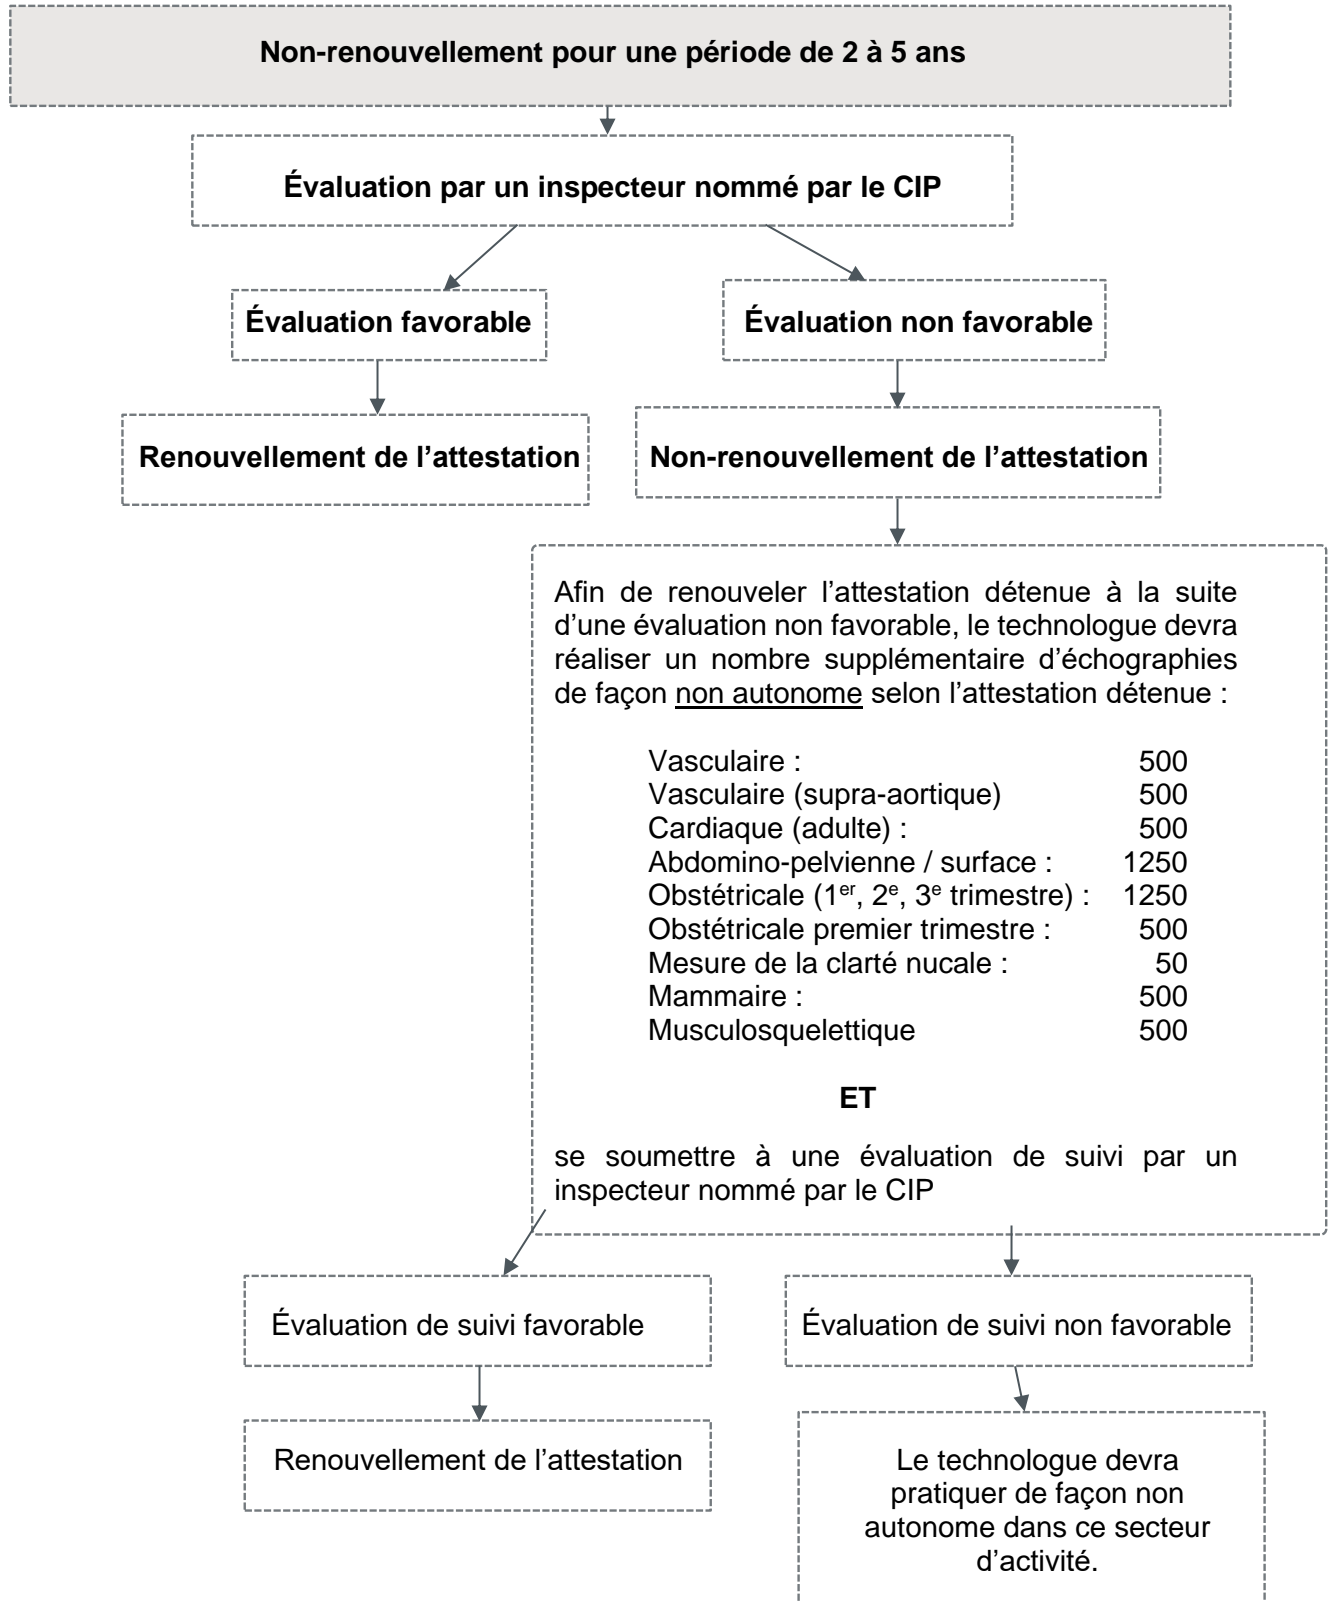 Non-renouvellement pour une période de 2 à 5 ans
Évaluation par un inspecteur nommé par le CIP
Évaluation favorable
Évaluation non favorable
Renouvellement de l’attestation
Non-renouvellement de l’attestation
Afin de renouveler l’attestation détenue à la suite
d’une évaluation non favorable, le technologue devra
réaliser un nombre supplémentaire d’échographies
de façon non autonome selon l’attestation détenue :
Vasculaire : 500
Vasculaire (supra-aortique) 500
Cardiaque (adulte) : 500
Abdomino-pelvienne / surface : 1250
Obstétricale (1er, 2e, 3e trimestre) : 1250
Obstétricale premier trimestre : 500
Mesure de la clarté nucale : 50
Mammaire : 500
Musculosquelettique 500
ET
se soumettre à une évaluation de suivi par un
inspecteur nommé par le CIP
Évaluation de suivi favorable
Évaluation de suivi non favorable
Renouvellement de l’attestation
Le technologue devra
pratiquer de façon non
autonome dans ce secteur
d’activité.